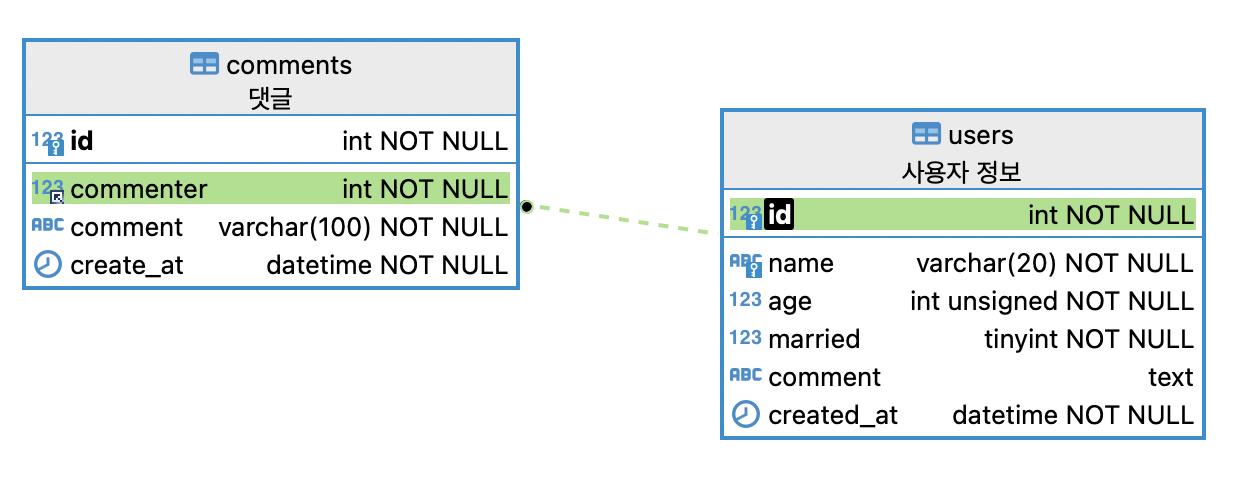 comments
댓글
123 id int NOT NULL
123 commenter int NOT NULL
ABC comment varchar(100) NOT NULL
create_at datetime NOT NULL
users
사용자 정보
123 id int NOT NULL
ABC name varchar(20) NOT NULL
123 age int unsigned NOT NULL
123 married tinyint NOT NULL
ABC comment text
created_at datetime NOT NULL